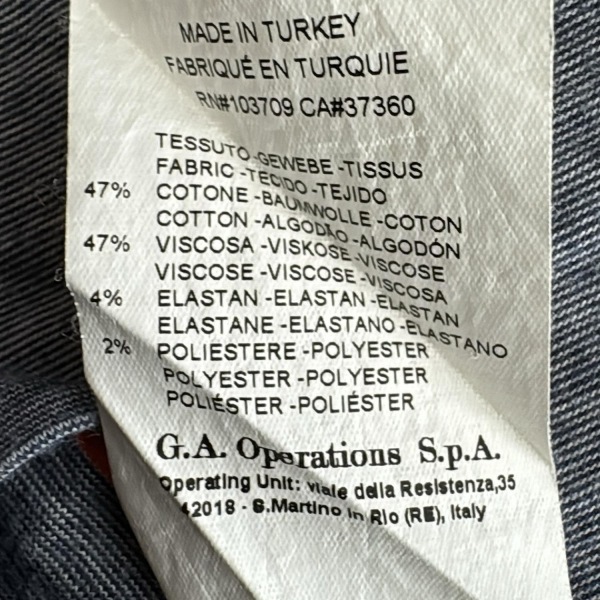 MADE IN TURKEY
FABRIQUÉ EN TURQUIE
RN#103709 CA#37360
TESSUTO -GEWEBE -TISSUS
FABRIC -TECIDO -TEJIDO
47% COTONE -BAUMWOLLE -COTON
COTTON -ALGODÃO -ALGODÓN
47% VISCOSA -VISKOSE -VISCOSE
VISCOSE -VISCOSE -VISCOSA
4% ELASTAN -ELASTAN -ELASTAN
ELASTANE -ELASTANO -ELASTANO
2% POLIESTERE -POLYESTER
POLYESTER -POLYESTER
POLIÉSTER -POLIÉSTER
G.A. Operations S.p.A.
Operating Unit: viale della Resistenza,35
42018 - S.Martino in Rio (RE), Italy